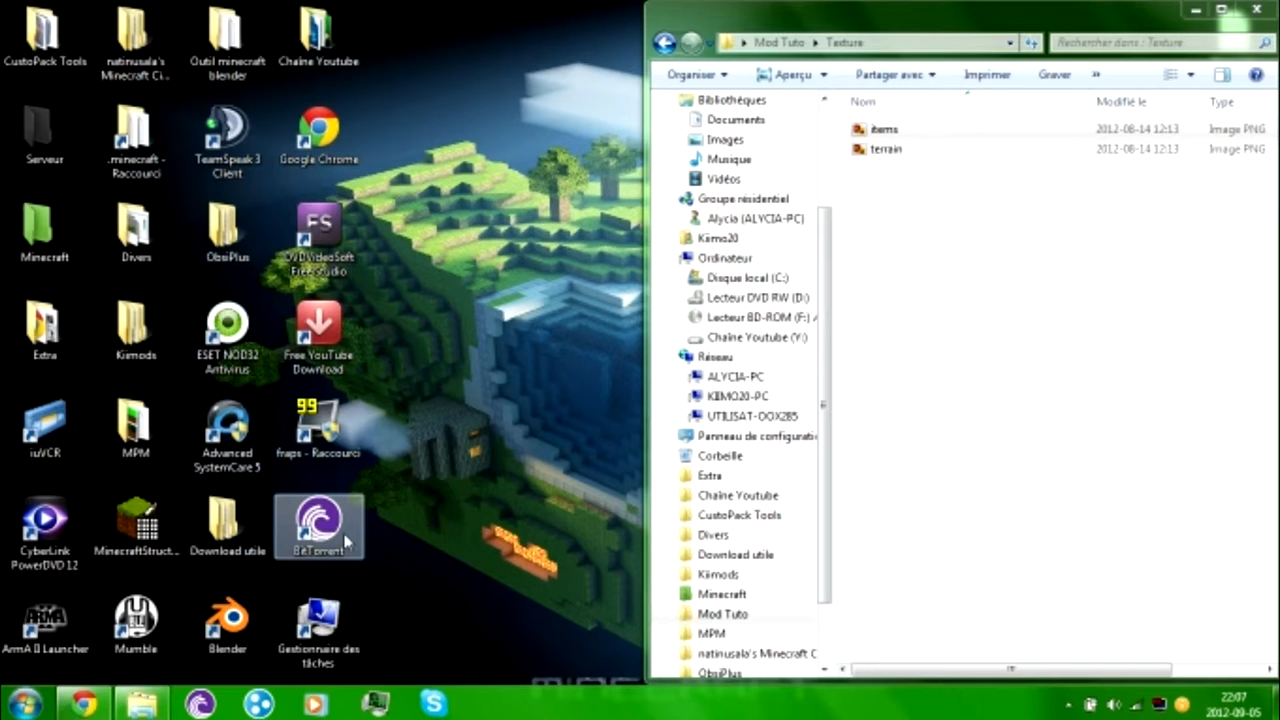 CustoPack Tools
natinusala's Minecraft Ci...
Outil minecraft blender
Chaine Youtube
Serveur
.minecraft - Raccourci
TeamSpeak 3 Client
Google Chrome
Minecraft
Divers
ObsiPlus
FS
DVDVideoSoft Free Studio
Extra
Kiimods
ESET NOD32 Antivirus
Free YouTube Download
iuVCR
MPM
Advanced SystemCare 5
99
fraps - Raccourci
CyberLink PowerDVD 12
MinecraftStruct...
Download utile
BitTorrent
ArmA II Launcher
Mumble
Blender
Gestionnaire des tâches
Mod Tuto
Texture
Rechercher dans : Texture
Organiser
Aperçu
Partager avec
Imprimer
Graver
»
Nom
Modifié le
Type
items
2012-08-14 12:13
Image PNG
terrain
2012-08-14 12:13
Image PNG
Bibliothèques
Documents
Images
Musique
Vidéos
Groupe résidentiel
Alycia (ALYCIA-PC)
Kiimo20
Ordinateur
Disque local (C:)
Lecteur DVD RW (D:)
Lecteur BD-ROM (F:)
Chaîne Youtube (Y:)
Réseau
ALYCIA-PC
KIIMO20-PC
UTILISAT-OOX285
Panneau de configurati
Corbeille
Extra
Chaîne Youtube
CustoPack Tools
Divers
Download utile
Kiimods
Minecraft
Mod Tuto
MPM
natinusala's Minecraft C
ObsiPlus
22:07
2012-09-05